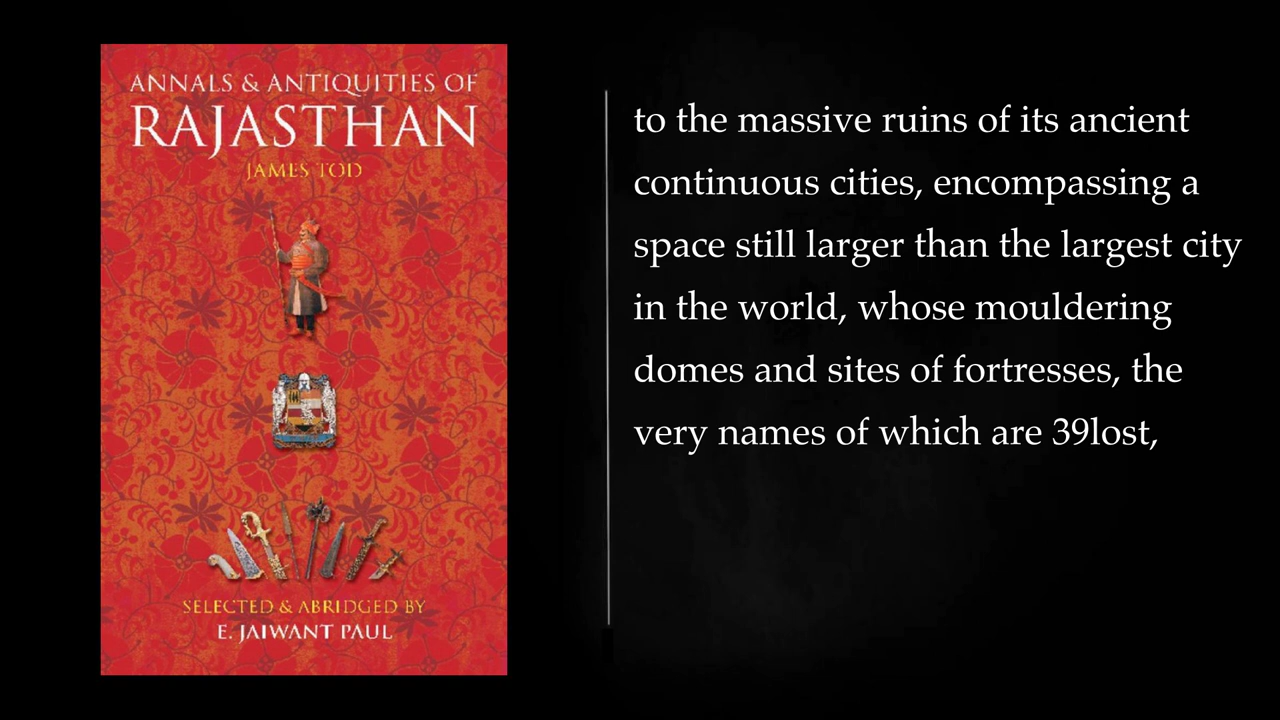 ANNALS & ANTIQUITIES OF
RAJASTHAN
JAMES TOD
SELECTED & ABRIDGED BY
E. JAIWANT PAUL
to the massive ruins of its ancient
continuous cities, encompassing a
space still larger than the largest city
in the world, whose mouldering
domes and sites of fortresses, the
very names of which are 39lost,